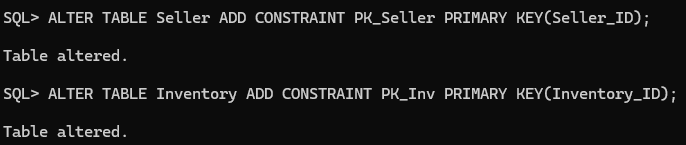 SQL> ALTER TABLE Seller ADD CONSTRAINT PK_Seller PRIMARY KEY(Seller_ID);
Table altered.
SQL> ALTER TABLE Inventory ADD CONSTRAINT PK_Inv PRIMARY KEY(Inventory_ID);
Table altered.